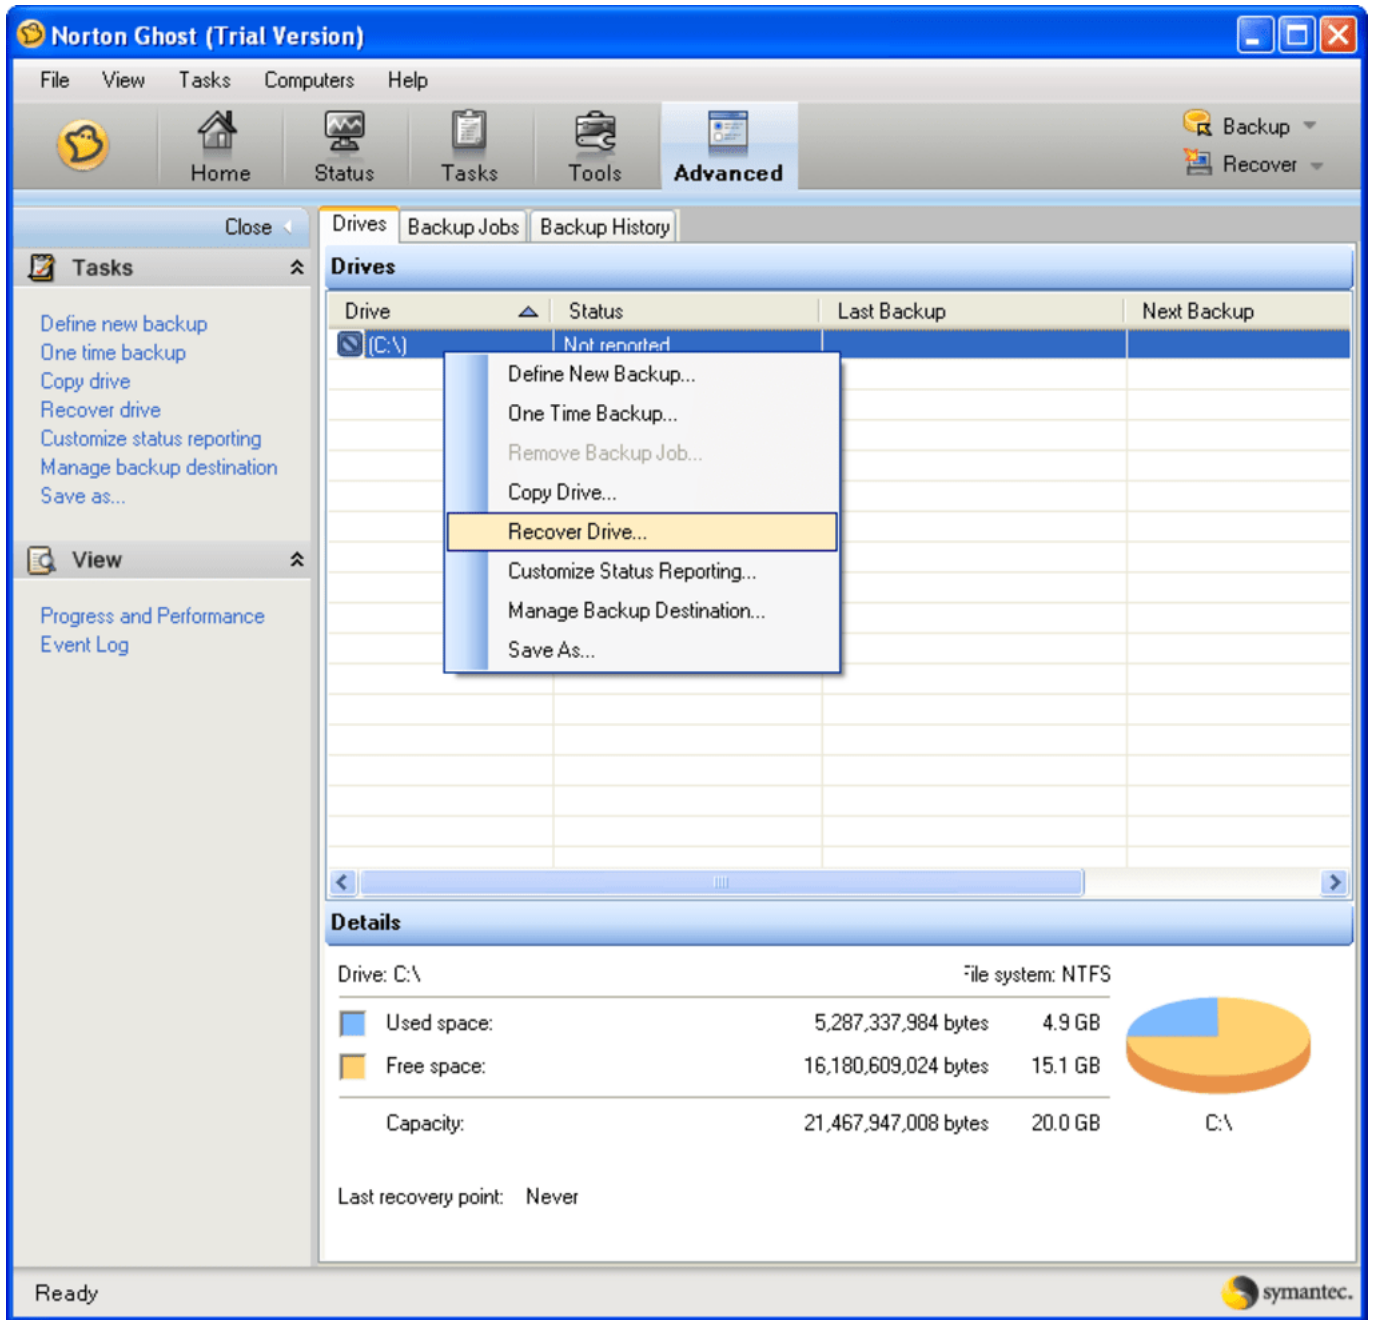 Norton Ghost (Trial Version)
File View Tasks Computers Help
Home Status Tasks Tools Advanced
Backup
Recover
Close
Tasks
Define new backup
One time backup
Copy drive
Recover drive
Customize status reporting
Manage backup destination
Save as...
View
Progress and Performance
Event Log
Drives Backup Jobs Backup History
Drives
Drive Status Last Backup Next Backup
(C:\) Not reported
Define New Backup...
One Time Backup...
Remove Backup Job...
Copy Drive...
Recover Drive...
Customize Status Reporting...
Manage Backup Destination...
Save As...
Details
Drive: C:\ File system: NTFS
Used space: 5,287,337,984 bytes 4.9 GB
Free space: 16,180,609,024 bytes 15.1 GB
Capacity: 21,467,947,008 bytes 20.0 GB
C:\
Last recovery point: Never
Ready
symantec.